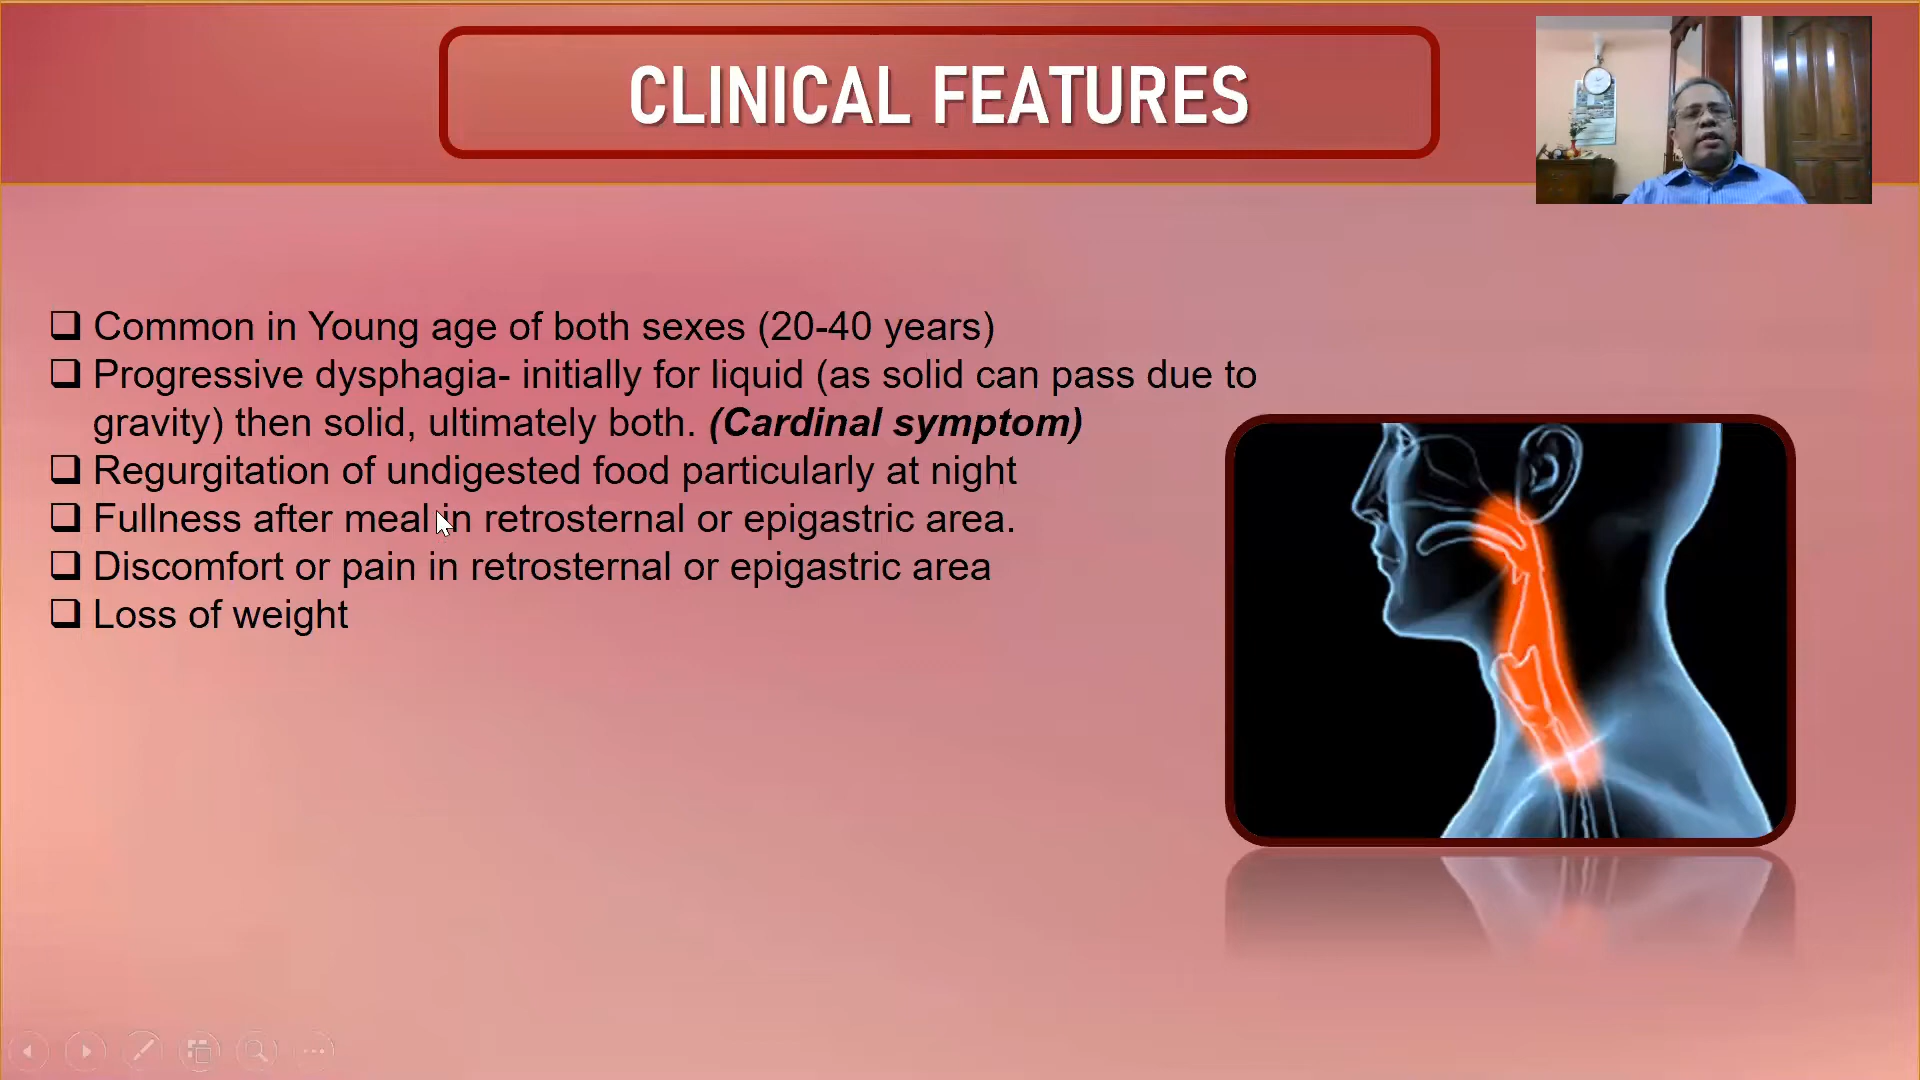 CLINICAL FEATURES
❑ Common in Young age of both sexes (20-40 years)
❑ Progressive dysphagia- initially for liquid (as solid can pass due to
gravity) then solid, ultimately both. (Cardinal symptom)
❑ Regurgitation of undigested food particularly at night
❑ Fullness after meal in retrosternal or epigastric area.
❑ Discomfort or pain in retrosternal or epigastric area
❑ Loss of weight